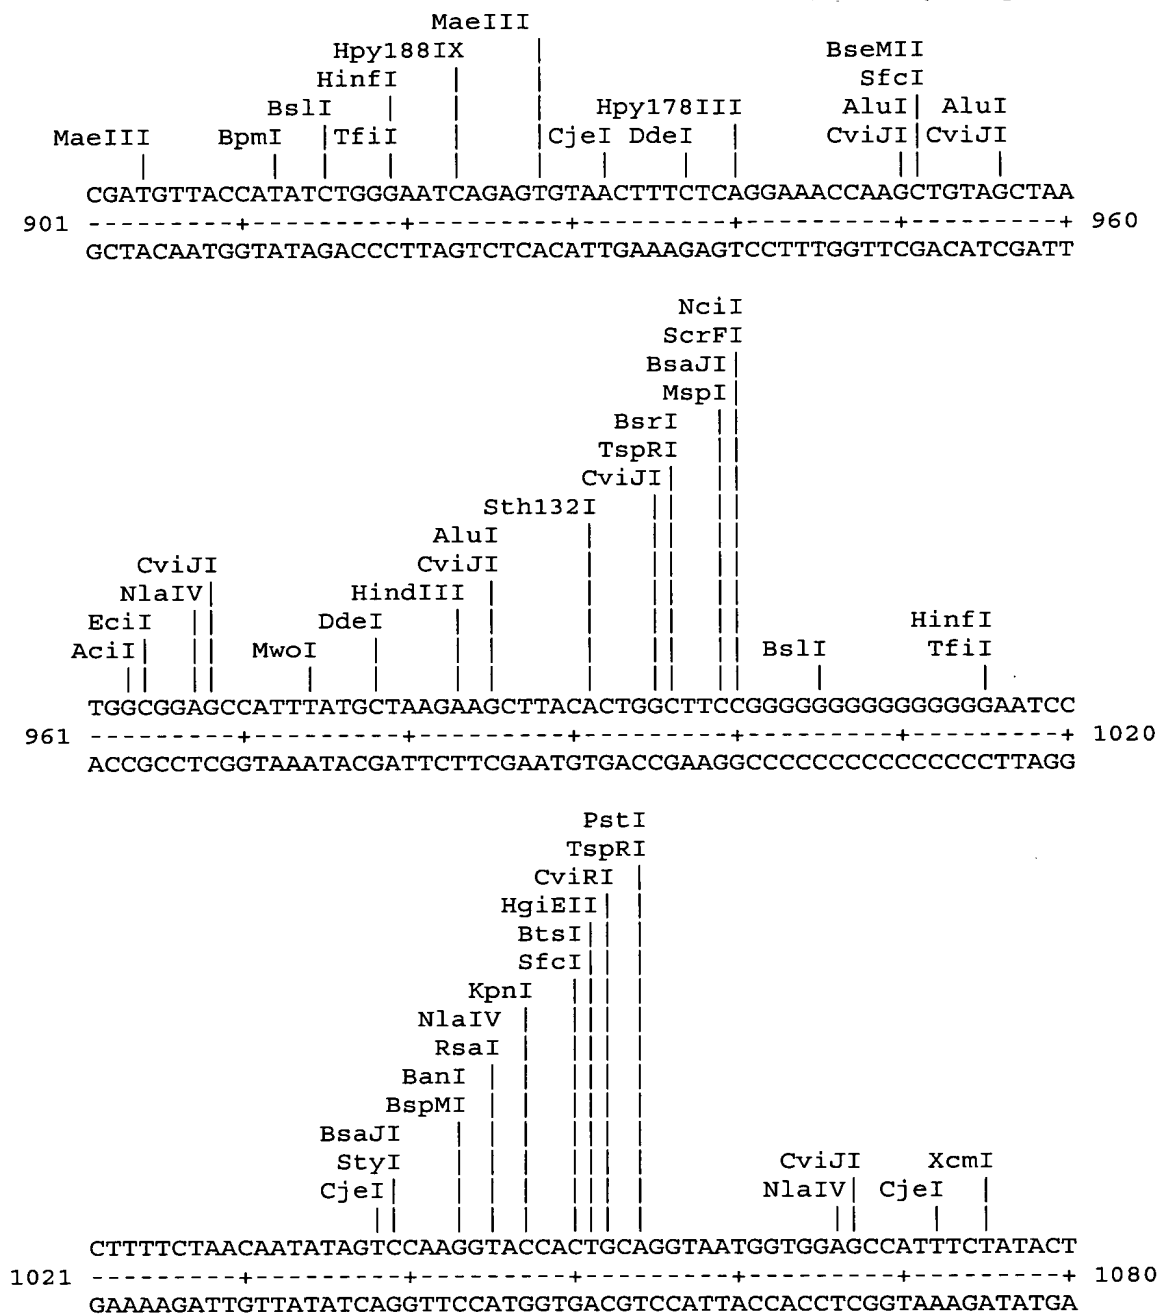 MaeIII
Hpy188IX BseMII
HinfI SfcI
BslI Hpy178III AluI AluI
MaeIII BpmI TfiI CjeI DdeI CviJI CviJI
CGATGTTACCATATCTGGGAATCAGAGTGTAACTTTCTCAGGAAACCAAGCTGTAGCTAA
901 ---------+---------+---------+---------+---------+---------+ 960
GCTACAATGGTATAGACCCTTAGTCTCACATTGAAAGAGTCCTTTGGTTCGACATCGATT
NciI
ScrFI
BsaJI
MspI
BsrI
TspRI
CviJI
Sth132I
AluI
CviJI CviJI
NlaIV HindIII
EciI DdeI HinfI
AciI MwoI BslI TfiI
TGGCGGAGCCATTTATGCTAAGAAGCTTACACTGGCTTCCGGGGGGGGGGGGGGGAATCC
961 ---------+---------+---------+---------+---------+---------+ 1020
ACCGCCTCGGTAAATACGATTCTTCGAATGTGACCGAAGGCCCCCCCCCCCCCCCTTAGG
PstI
TspRI
CviRI
HgiEII
BtsI
SfcI
KpnI
NlaIV
RsaI
BanI
BspMI
BsaJI
StyI CviJI XcmI
CjeI NlaIV CjeI
CTTTTCTAACAATATAGTCCAAGGTACCACTGCAGGTAATGGTGGAGCCATTTCTATACT
1021 ---------+---------+---------+---------+---------+---------+ 1080
GAAAAGATTGTTATATCAGGTTCCATGGTGACGTCCATTACCACCTCGGTAAAGATATGA